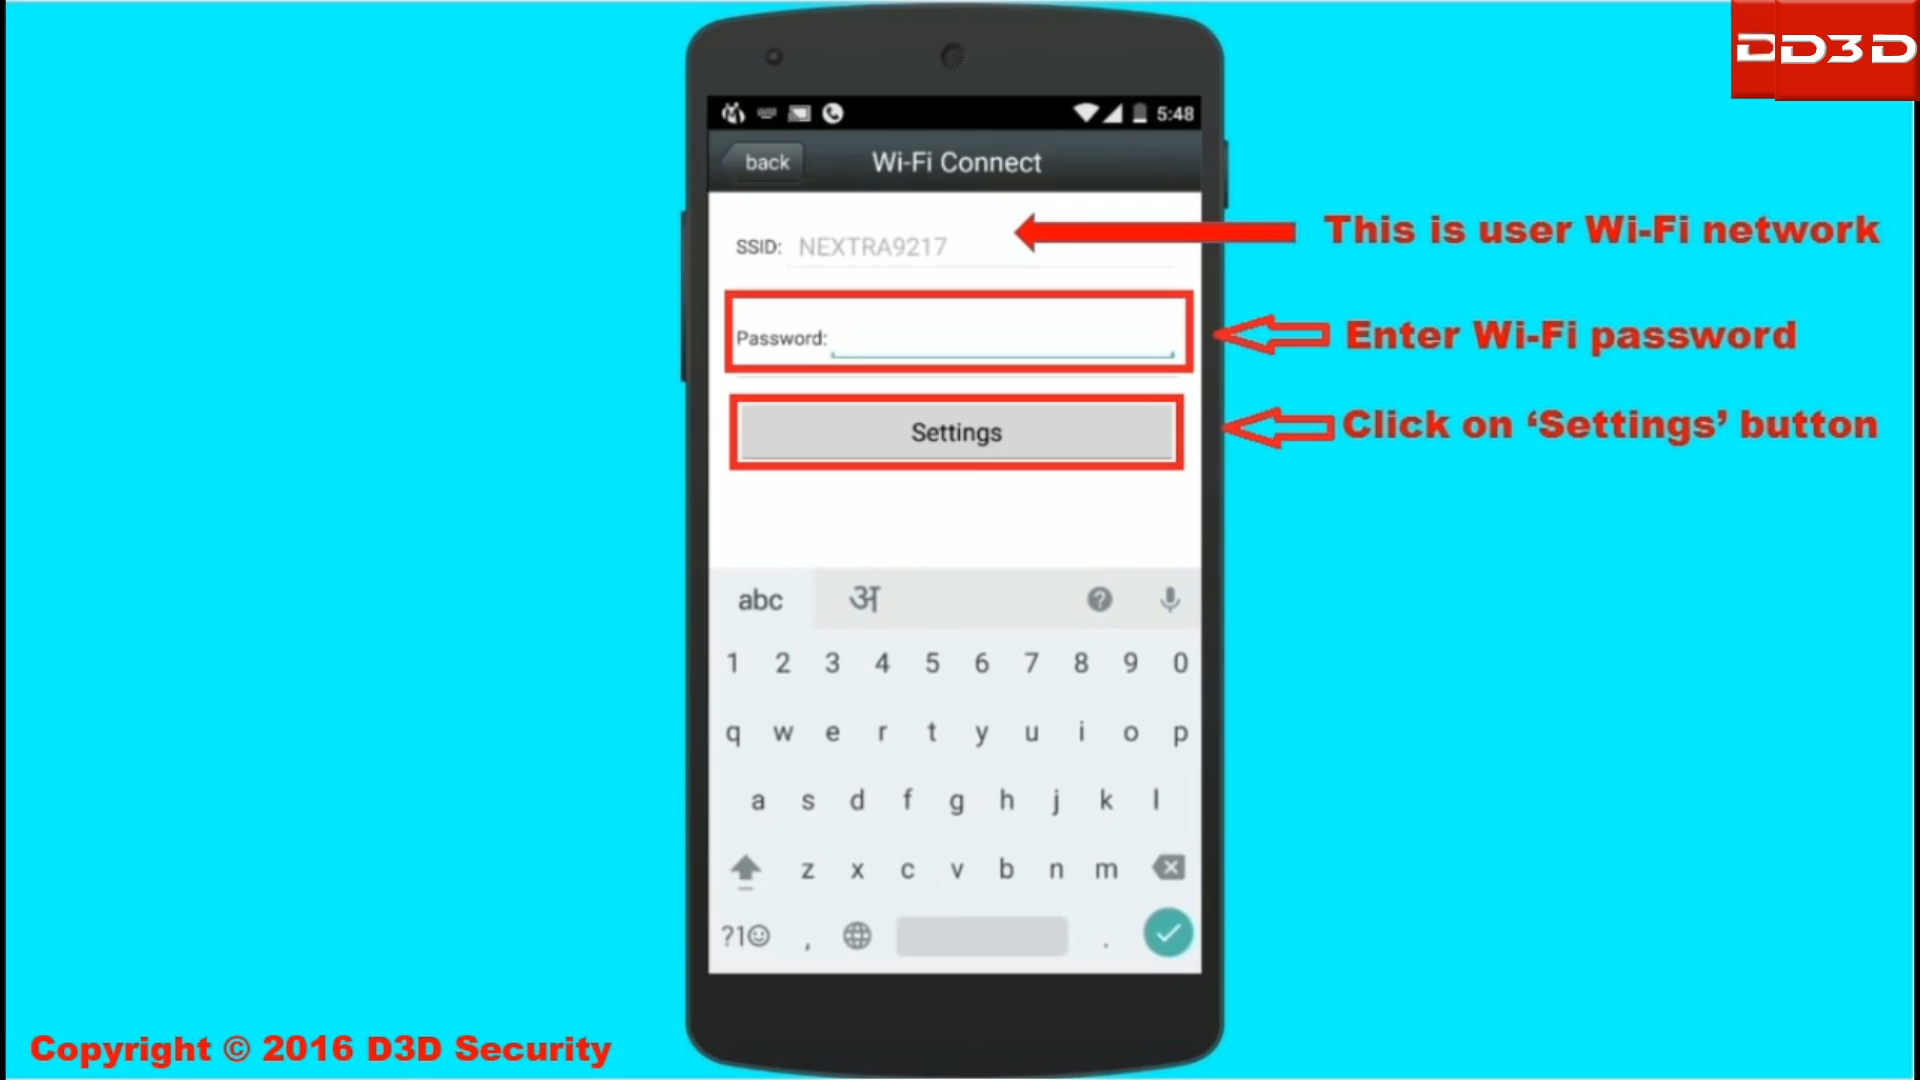 DD3D
5:48
back
Wi-Fi Connect
SSID: NEXTRA9217
This is user Wi-Fi network
Password:
Enter Wi-Fi password
Settings
Click on ‘Settings’ button
abc अ
1 2 3 4 5 6 7 8 9 0
q w e r t y u i o p
a s d f g h j k l
z x c v b n m
?1☺ , .
Copyright © 2016 D3D Security